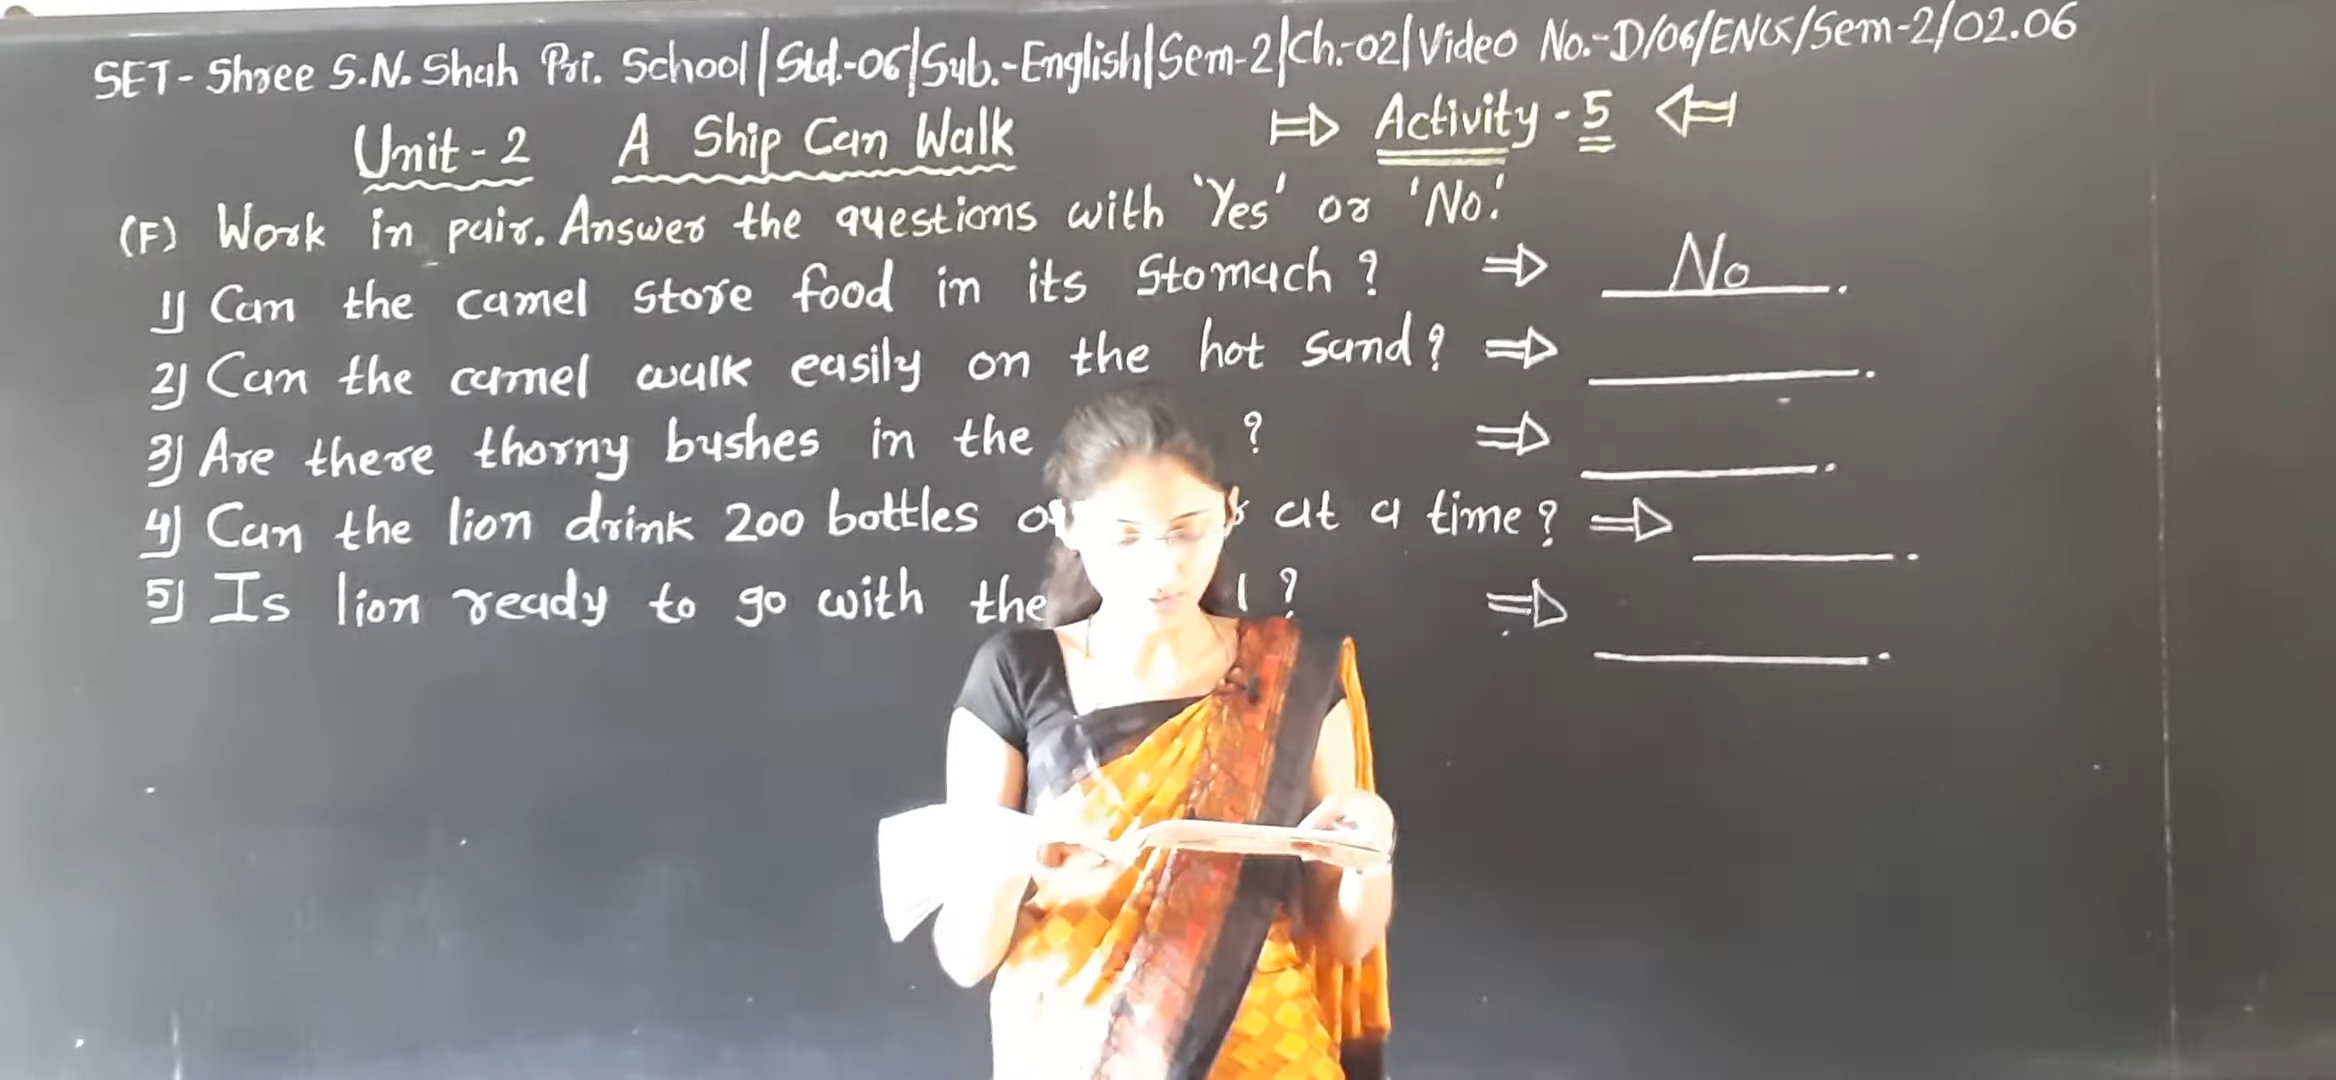 SET- Shree S.N. Shah Pri. School | Std.-06 | Sub.-English | Sem-2 | Ch.-02 | Video No.-D/06/ENG/Sem-2/02.06
Unit-2 A Ship Can Walk ⇒ Activity-5 ⇐
(F) Work in pair. Answer the questions with 'Yes' or 'No'.
1) Can the camel store food in its Stomach? ⇒ No.
2) Can the camel walk easily on the hot sand? ⇒ ______.
3) Are there thorny bushes in the ? ⇒ ______.
4) Can the lion drink 200 bottles at a time? ⇒ ______.
5) Is lion ready to go with the ? ⇒ ______.